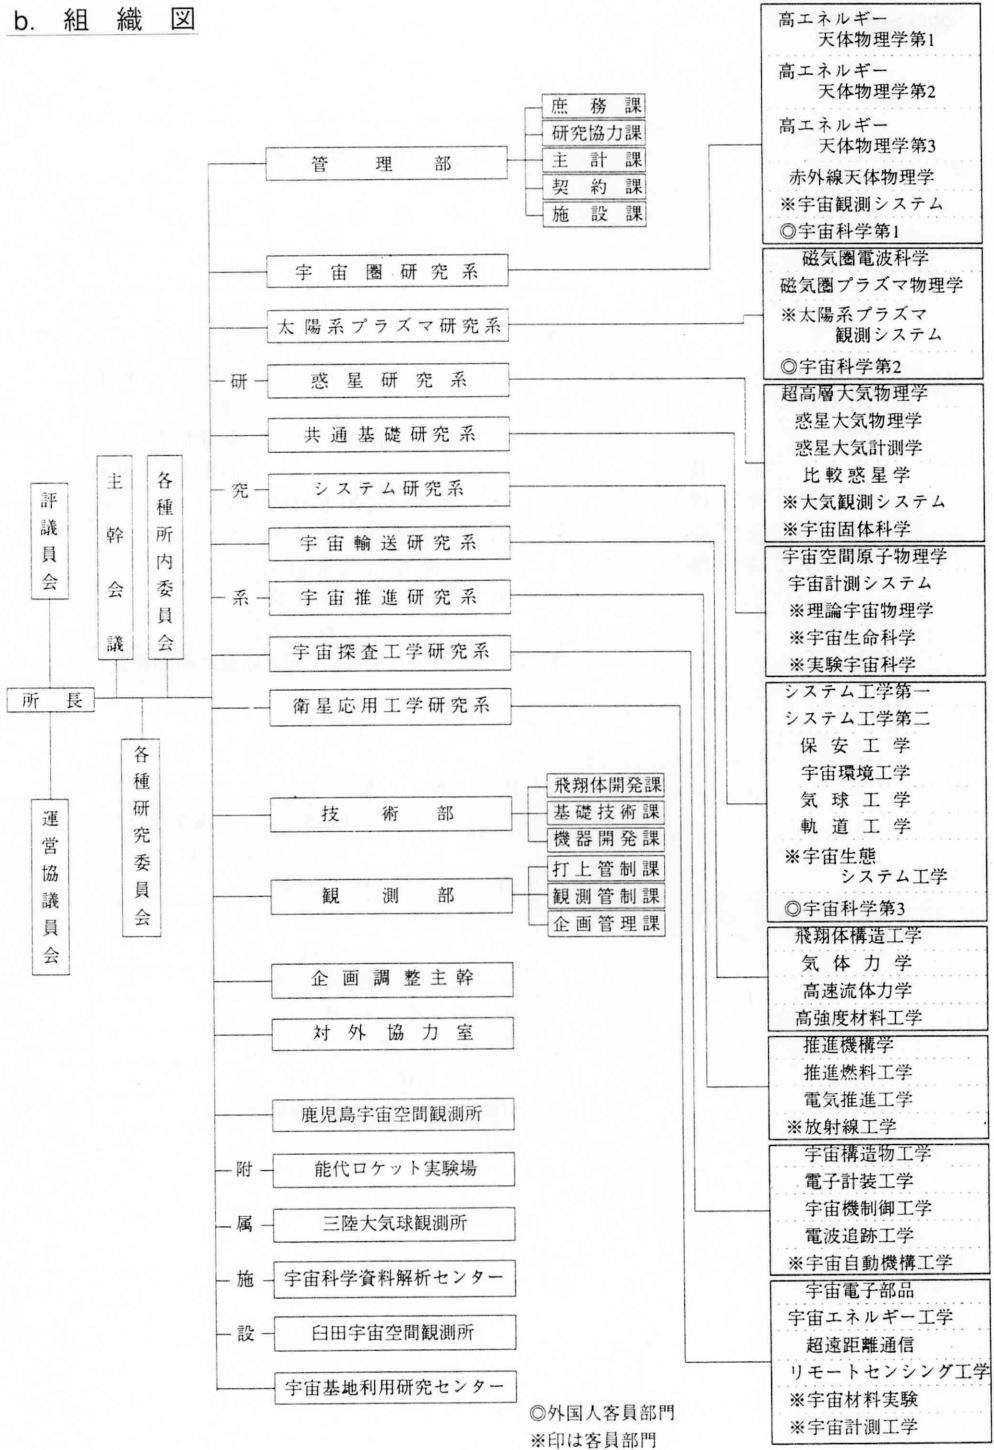 b. 組織図
評議員会
主幹会議
各種所内委員会
所長
運営協議員会
各種研究委員会
管理部
庶務課
研究協力課
主計課
契約課
施設課
研究系
宇宙圏研究系
太陽系プラズマ研究系
惑星研究系
共通基礎研究系
システム研究系
宇宙輸送研究系
宇宙推進研究系
宇宙探査工学研究系
衛星応用工学研究系
技術部
飛翔体開発課
基礎技術課
機器開発課
観測部
打上管制課
観測管制課
企画管理課
企画調整主幹
対外協力室
附属施設
鹿児島宇宙空間観測所
能代ロケット実験場
三陸大気球観測所
宇宙科学資料解析センター
臼田宇宙空間観測所
宇宙基地利用研究センター
高エネルギー
天体物理学第1
高エネルギー
天体物理学第2
高エネルギー
天体物理学第3
赤外線天体物理学
※宇宙観測システム
◎宇宙科学第1
磁気圏電波科学
磁気圏プラズマ物理学
※太陽系プラズマ
観測システム
◎宇宙科学第2
超高層大気物理学
惑星大気物理学
惑星大気計測学
比較惑星学
※大気観測システム
※宇宙固体科学
宇宙空間原子物理学
宇宙計測システム
※理論宇宙物理学
※宇宙生命科学
※実験宇宙科学
システム工学第一
システム工学第二
保安工学
宇宙環境工学
気球工学
軌道工学
※宇宙生態
システム工学
◎宇宙科学第3
飛翔体構造工学
気体力学
高速流体力学
高強度材料工学
推進機構学
推進燃料工学
電気推進工学
※放射線工学
宇宙構造物工学
電子計装工学
宇宙機制御工学
電波追跡工学
※宇宙自動機構工学
宇宙電子部品
宇宙エネルギー工学
超遠距離通信
リモートセンシング工学
※宇宙材料実験
※宇宙計測工学
◎外国人客員部門
※印は客員部門